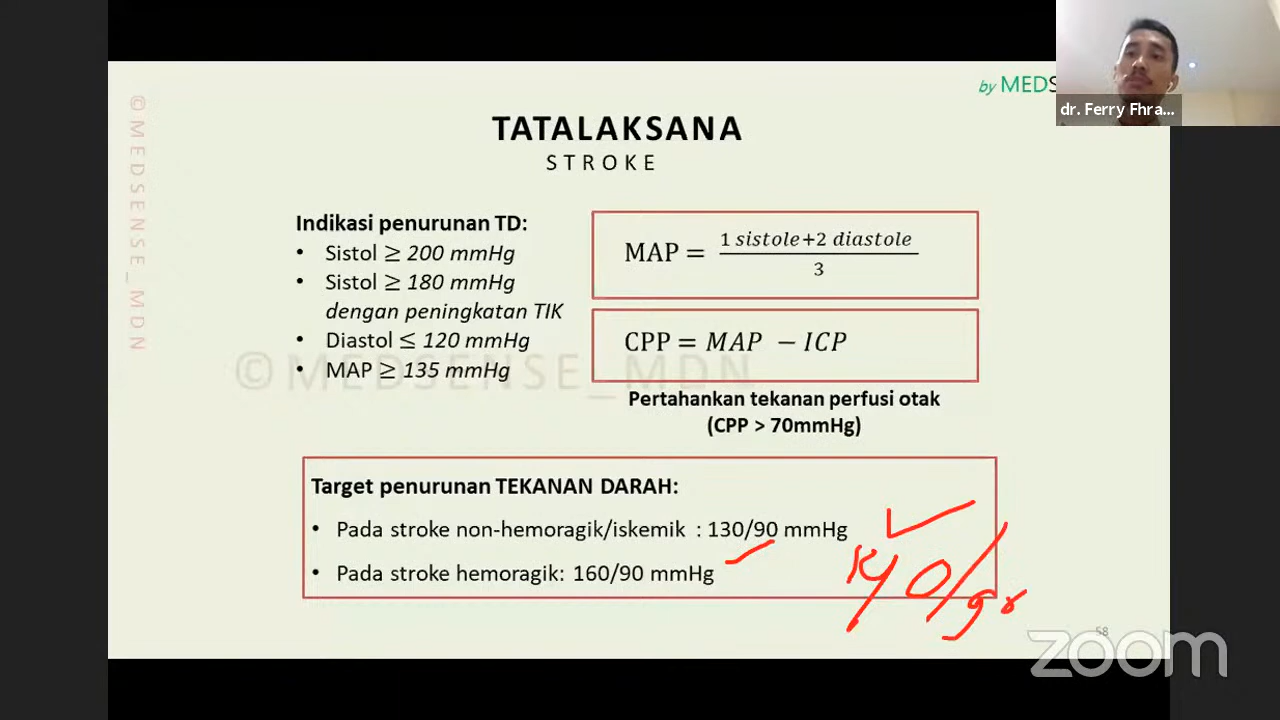 by MEDS
dr. Ferry Fhra...
©MEDSENSE_MDN
TATALAKSANA
STROKE
Indikasi penurunan TD:
• Sistol ≥ 200 mmHg
• Sistol ≥ 180 mmHg
dengan peningkatan TIK
• Diastol ≤ 120 mmHg
• MAP ≥ 135 mmHg
MAP = 1 sistole+2 diastole
3
CPP = MAP − ICP
©MEDSENSE_MDN
Pertahankan tekanan perfusi otak
(CPP > 70mmHg)
Target penurunan TEKANAN DARAH:
• Pada stroke non-hemoragik/iskemik : 130/90 mmHg
• Pada stroke hemoragik: 160/90 mmHg
140/90
58
zoom